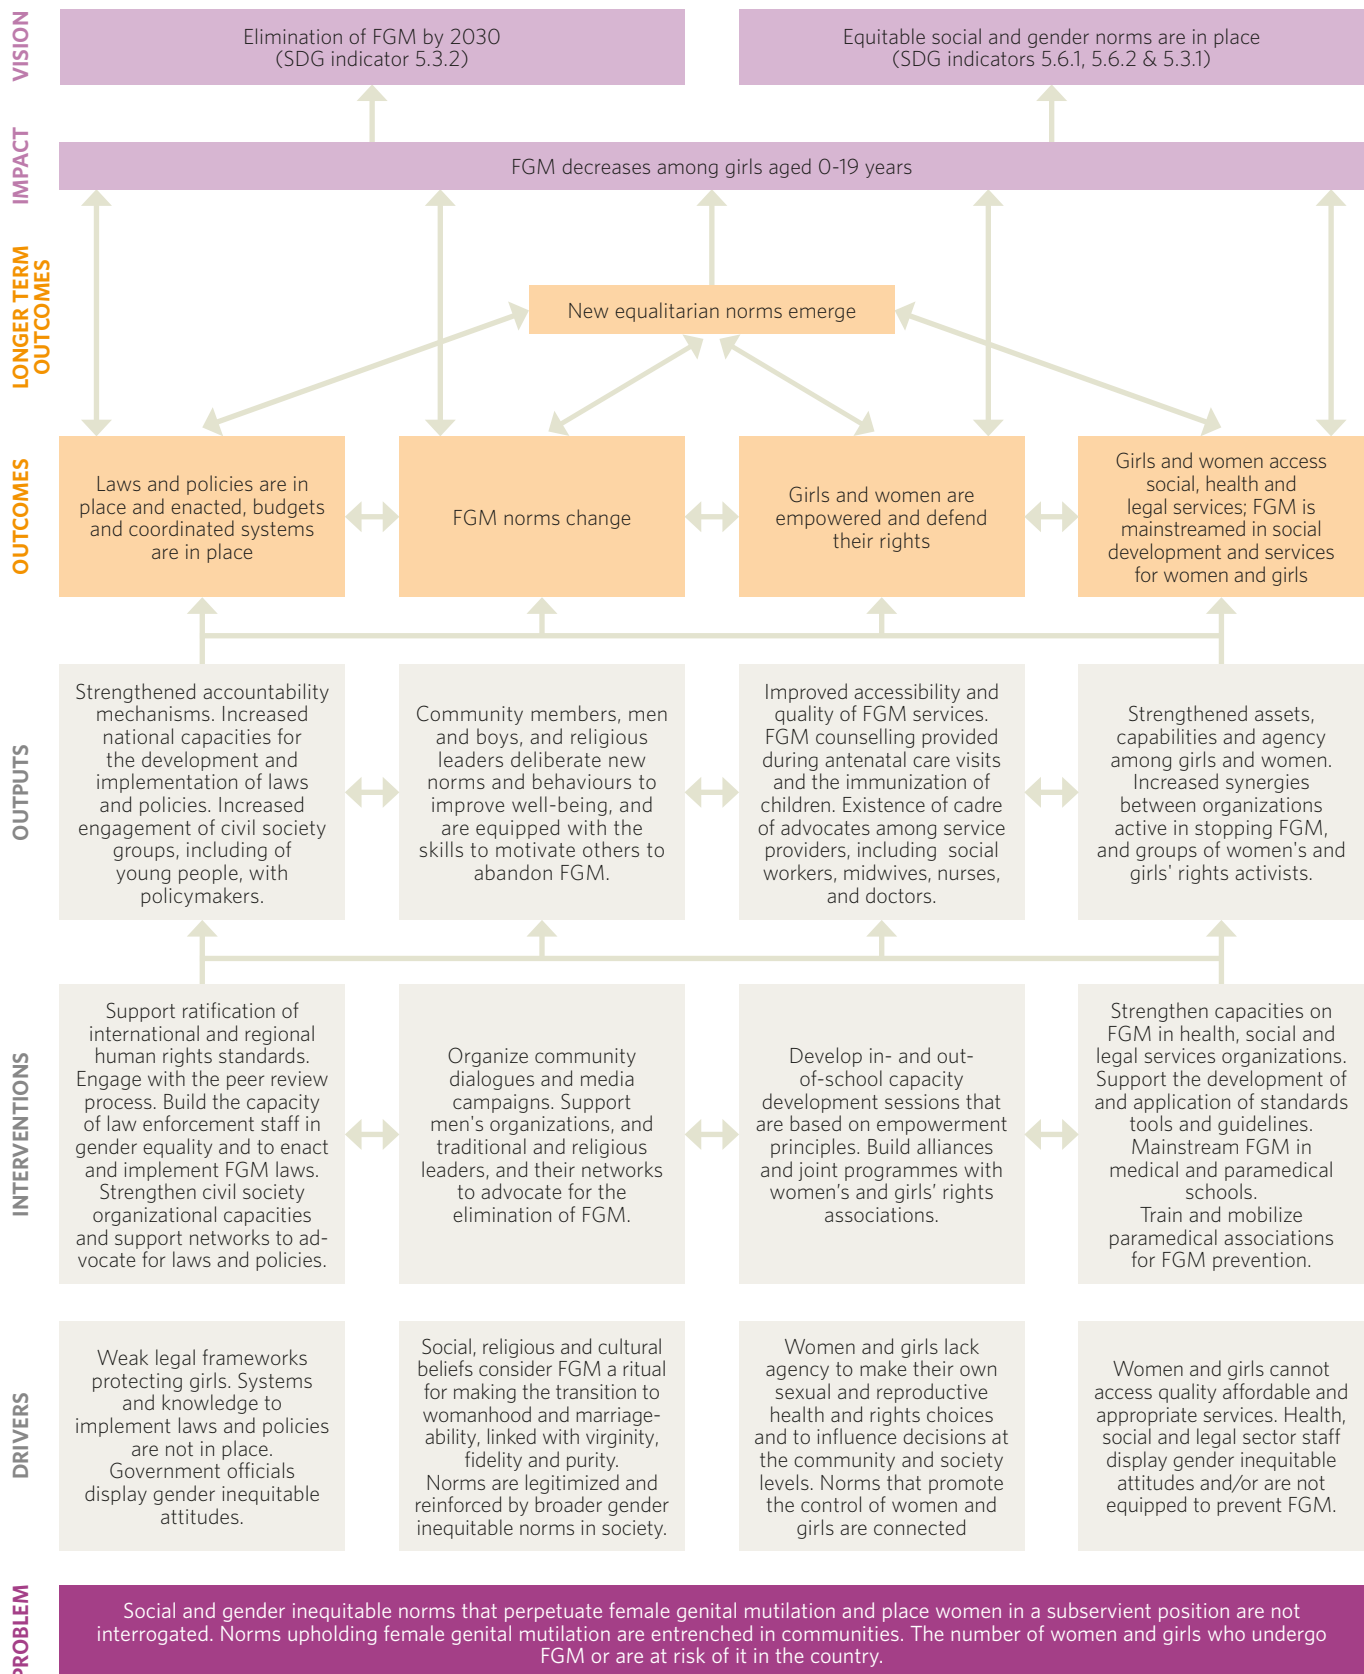 VISION
Elimination of FGM by 2030
(SDG indicator 5.3.2)
Equitable social and gender norms are in place
(SDG indicators 5.6.1, 5.6.2 & 5.3.1)
IMPACT
FGM decreases among girls aged 0-19 years
LONGER TERM
OUTCOMES
New equalitarian norms emerge
OUTCOMES
Laws and policies are in
place and enacted, budgets
and coordinated systems
are in place
FGM norms change
Girls and women are
empowered and defend
their rights
Girls and women access
social, health and
legal services; FGM is
mainstreamed in social
development and services
for women and girls
OUTPUTS
Strengthened accountability
mechanisms. Increased
national capacities for
the development and
implementation of laws
and policies. Increased
engagement of civil society
groups, including of
young people, with
policymakers.
Community members, men
and boys, and religious
leaders deliberate new
norms and behaviours to
improve well-being, and
are equipped with the
skills to motivate others to
abandon FGM.
Improved accessibility and
quality of FGM services.
FGM counselling provided
during antenatal care visits
and the immunization of
children. Existence of cadre
of advocates among service
providers, including social
workers, midwives, nurses,
and doctors.
Strengthened assets,
capabilities and agency
among girls and women.
Increased synergies
between organizations
active in stopping FGM,
and groups of women's and
girls' rights activists.
INTERVENTIONS
Support ratification of
international and regional
human rights standards.
Engage with the peer review
process. Build the capacity
of law enforcement staff in
gender equality and to enact
and implement FGM laws.
Strengthen civil society
organizational capacities
and support networks to ad-
vocate for laws and policies.
Organize community
dialogues and media
campaigns. Support
men's organizations, and
traditional and religious
leaders, and their networks
to advocate for the
elimination of FGM.
Develop in- and out-
of-school capacity
development sessions that
are based on empowerment
principles. Build alliances
and joint programmes with
women’s and girls’ rights
associations.
Strengthen capacities on
FGM in health, social and
legal services organizations.
Support the development of
and application of standards
tools and guidelines.
Mainstream FGM in
medical and paramedical
schools.
Train and mobilize
paramedical associations
for FGM prevention.
DRIVERS
Weak legal frameworks
protecting girls. Systems
and knowledge to
implement laws and policies
are not in place.
Government officials
display gender inequitable
attitudes.
Social, religious and cultural
beliefs consider FGM a ritual
for making the transition to
womanhood and marriage-
ability, linked with virginity,
fidelity and purity.
Norms are legitimized and
reinforced by broader gender
inequitable norms in society.
Women and girls lack
agency to make their own
sexual and reproductive
health and rights choices
and to influence decisions at
the community and society
levels. Norms that promote
the control of women and
girls are connected
Women and girls cannot
access quality affordable and
appropriate services. Health,
social and legal sector staff
display gender inequitable
attitudes and/or are not
equipped to prevent FGM.
PROBLEM
Social and gender inequitable norms that perpetuate female genital mutilation and place women in a subservient position are not
interrogated. Norms upholding female genital mutilation are entrenched in communities. The number of women and girls who undergo
FGM or are at risk of it in the country.